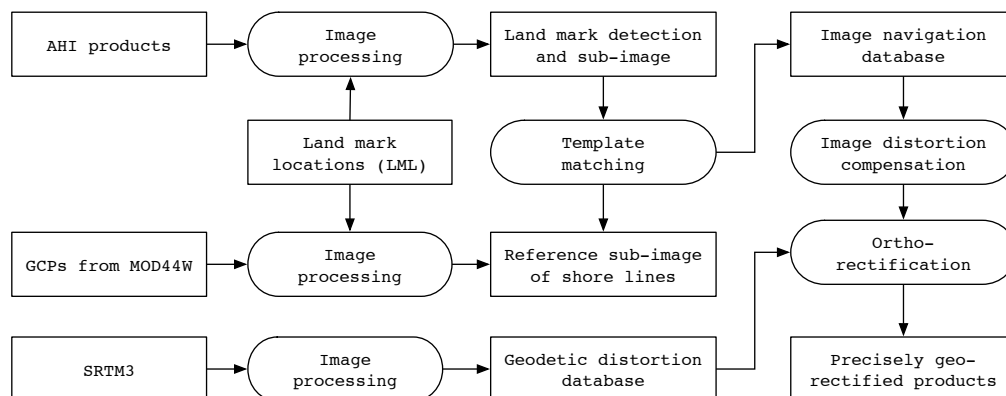 AHI products
Image
processing
Land mark detection
and sub-image
Image navigation
database
Land mark
locations (LML)
Template
matching
Image distortion
compensation
GCPs from MOD44W
Image
processing
Reference sub-image
of shore lines
Ortho-
rectification
SRTM3
Image
processing
Geodetic distortion
database
Precisely geo-
rectified products